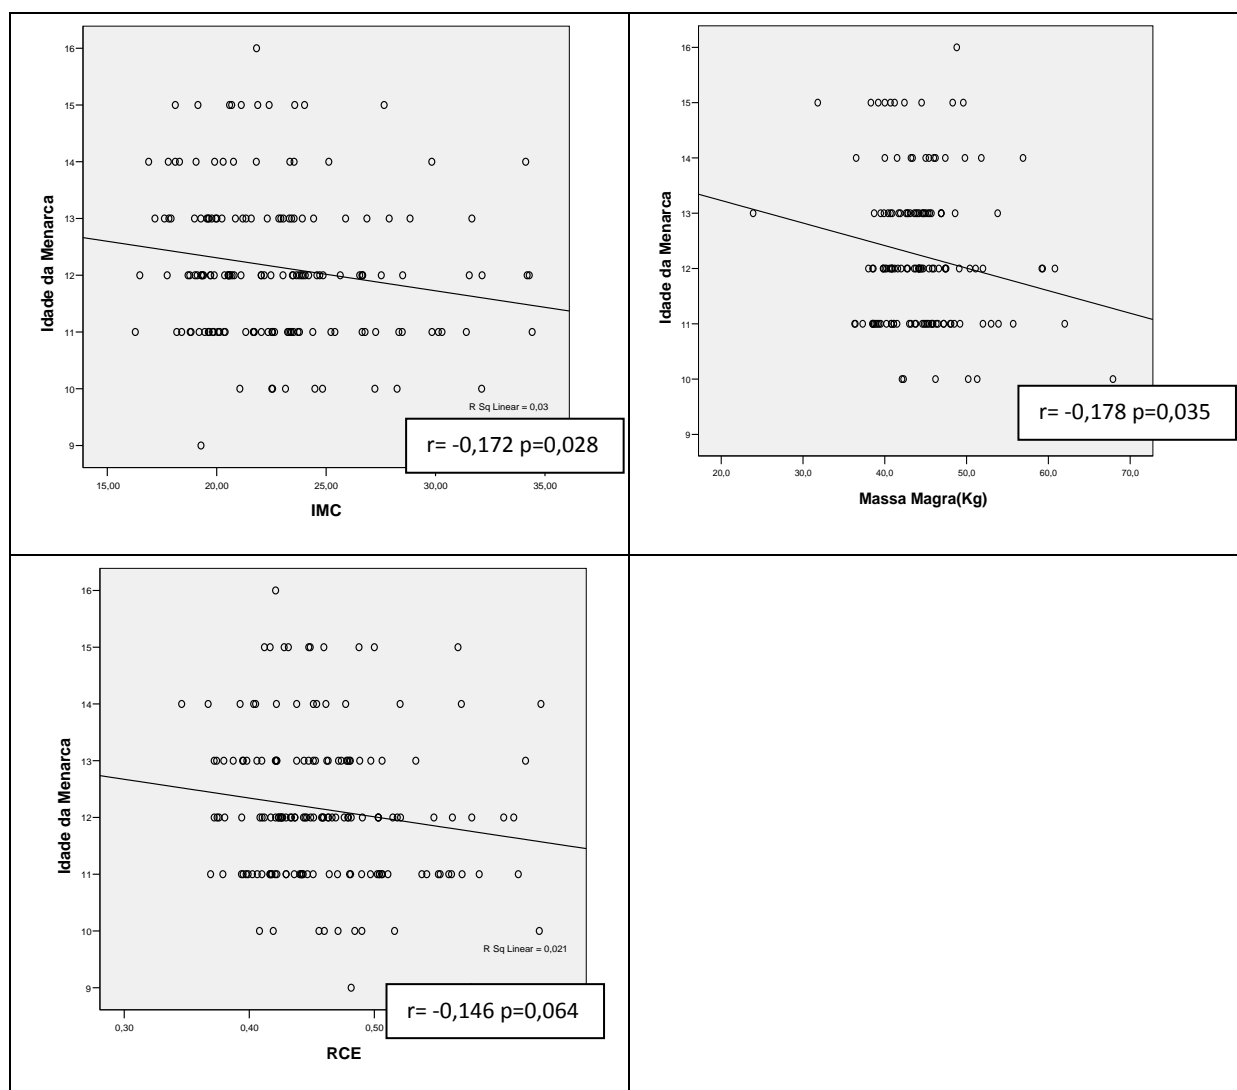 Idade da Menarca
16
15
14
13
12
11
10
9
R Sq Linear = 0,03
r= -0,172 p=0,028
15,00 20,00 25,00 30,00 35,00
IMC
Idade da Menarca
16
15
14
13
12
11
10
9
r= -0,178 p=0,035
20,0 30,0 40,0 50,0 60,0 70,0
Massa Magra(Kg)
Idade da Menarca
16
15
14
13
12
11
10
9
R Sq Linear = 0,021
r= -0,146 p=0,064
0,30 0,40 0,50
RCE